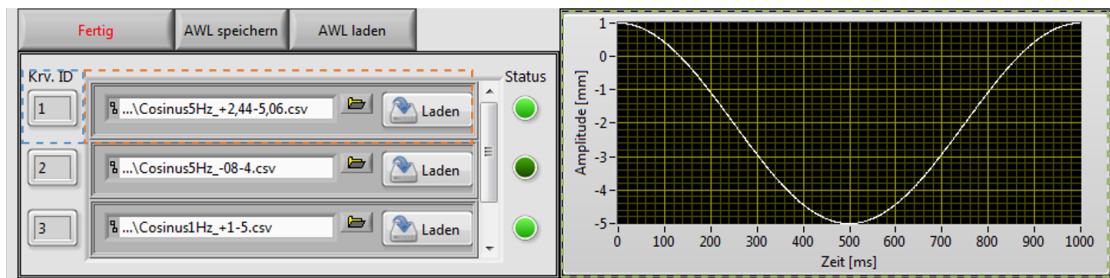 Fertig
AWL speichern
AWL laden
Krv. ID
Status
1
...\Cosinus5Hz_+2,44-5,06.csv
Laden
2
...\Cosinus5Hz_-08-4.csv
Laden
3
...\Cosinus1Hz_+1-5.csv
Laden
Amplitude [mm]
1
0
-1
-2
-3
-4
-5
0 100 200 300 400 500 600 700 800 900 1000
Zeit [ms]